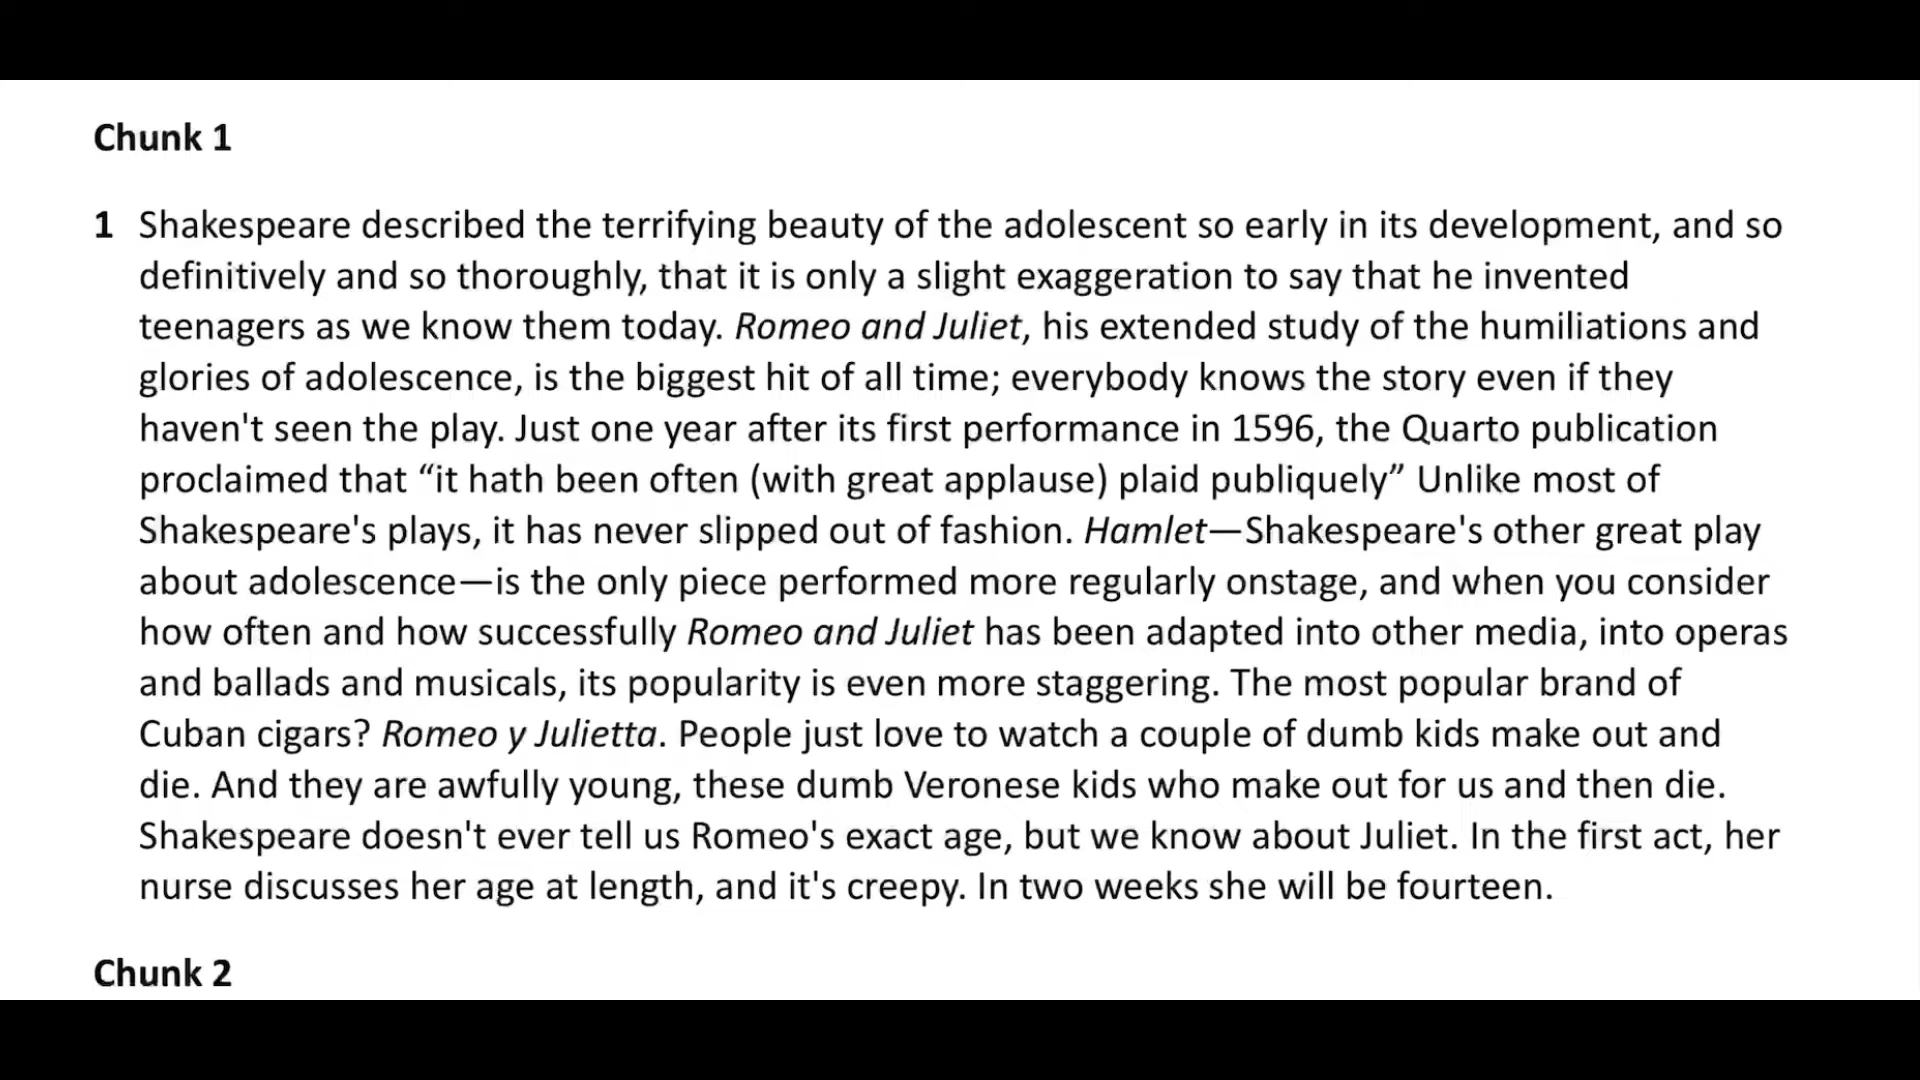 Chunk 1
1 Shakespeare described the terrifying beauty of the adolescent so early in its development, and so
definitively and so thoroughly, that it is only a slight exaggeration to say that he invented
teenagers as we know them today. Romeo and Juliet, his extended study of the humiliations and
glories of adolescence, is the biggest hit of all time; everybody knows the story even if they
haven't seen the play. Just one year after its first performance in 1596, the Quarto publication
proclaimed that “it hath been often (with great applause) plaid publiquely” Unlike most of
Shakespeare's plays, it has never slipped out of fashion. Hamlet—Shakespeare's other great play
about adolescence—is the only piece performed more regularly onstage, and when you consider
how often and how successfully Romeo and Juliet has been adapted into other media, into operas
and ballads and musicals, its popularity is even more staggering. The most popular brand of
Cuban cigars? Romeo y Julietta. People just love to watch a couple of dumb kids make out and
die. And they are awfully young, these dumb Veronese kids who make out for us and then die.
Shakespeare doesn't ever tell us Romeo's exact age, but we know about Juliet. In the first act, her
nurse discusses her age at length, and it's creepy. In two weeks she will be fourteen.
Chunk 2